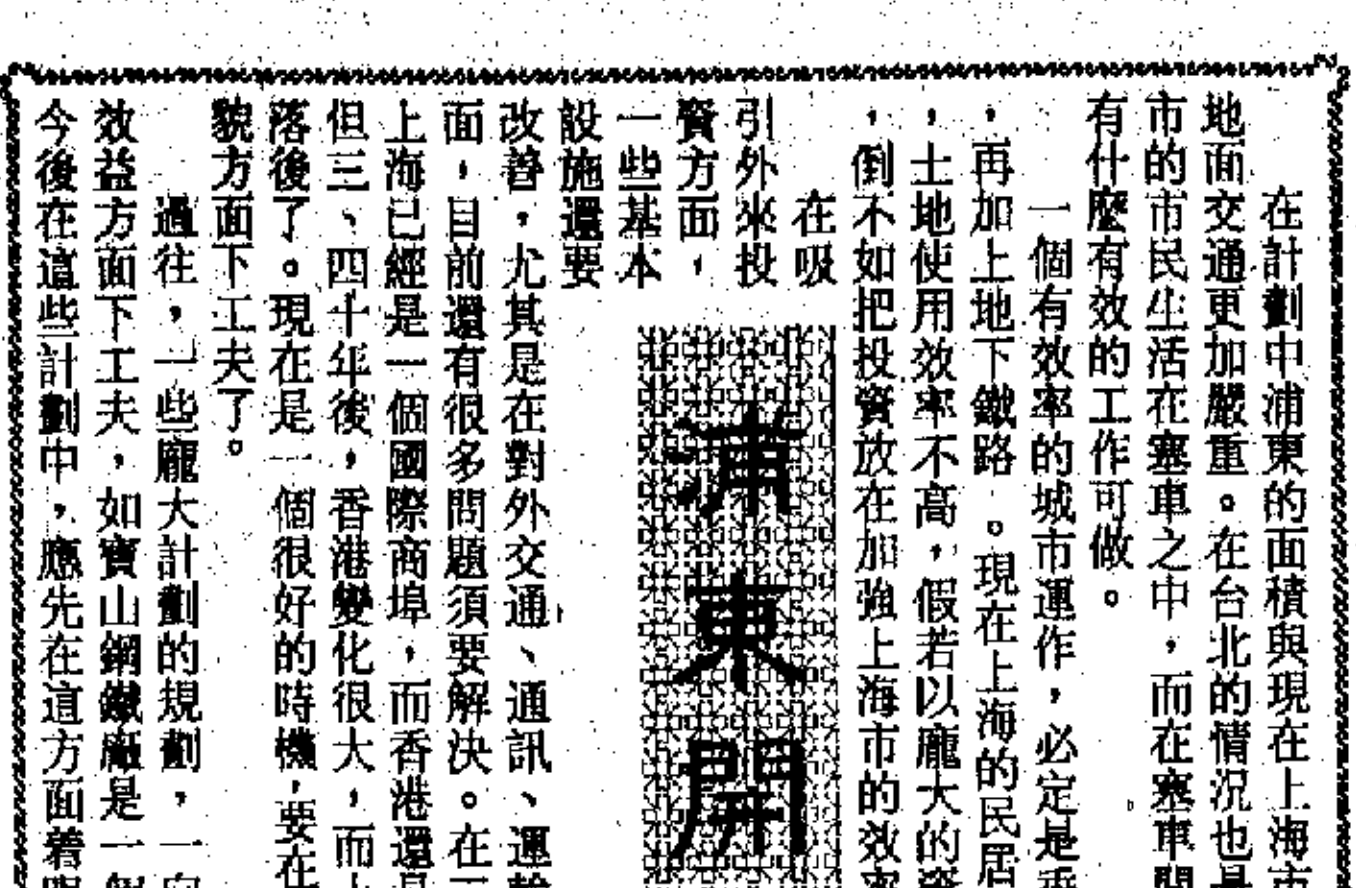 在計劃中浦東的面積與現在上海市
地面交通更加嚴重。在台北的情況也是
市的市民生活在塞車之中，而在塞車
有什麼有效的工作可做。
一個有效率的城市運作，必定是
，再加上地下鐵路。現在上海的民居
，土地使用效率不高，假若以龐大的資
，倒不如把投資放在加強上海市的效率
在吸
引外來投
資方面，
一些基本
設施還要
改善，尤其是在對外交通、通訊、運輸
面，目前還有很多問題須要解決。在
上海已經是一個國際商埠，而香港還是
但三、四十年後，香港變化很大，而
落後了。現在是一個很好的時機，要在
貌方面下工夫了。
過往，一些龐大計劃的規劃，一向
效益方面下工夫，如寶山鋼鐵廠是一個
今後在這些計劃中，應先在這方面着眼
浦東開